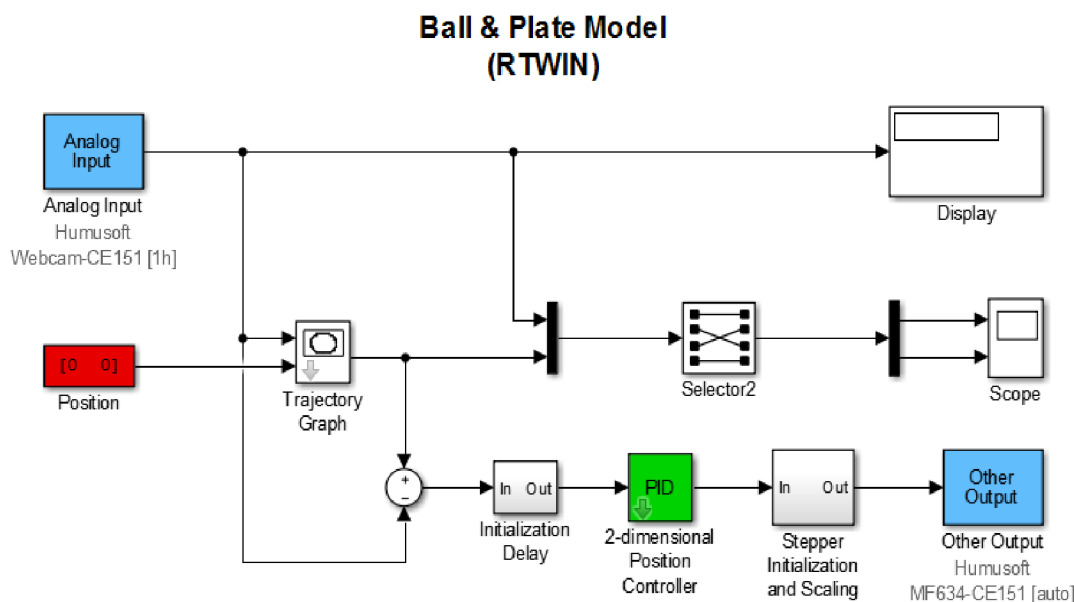 Ball & Plate Model
(RTWIN)
Analog
Input
Analog Input
Humusoft
Webcam-CE151 [1h]
Display
[0 0]
Position
Trajectory
Graph
Selector2
Scope
+
−
In Out
Initialization
Delay
PID
2-dimensional
Position
Controller
In Out
Stepper
Initialization
and Scaling
Other
Output
Other Output
Humusoft
MF634-CE151 [auto]